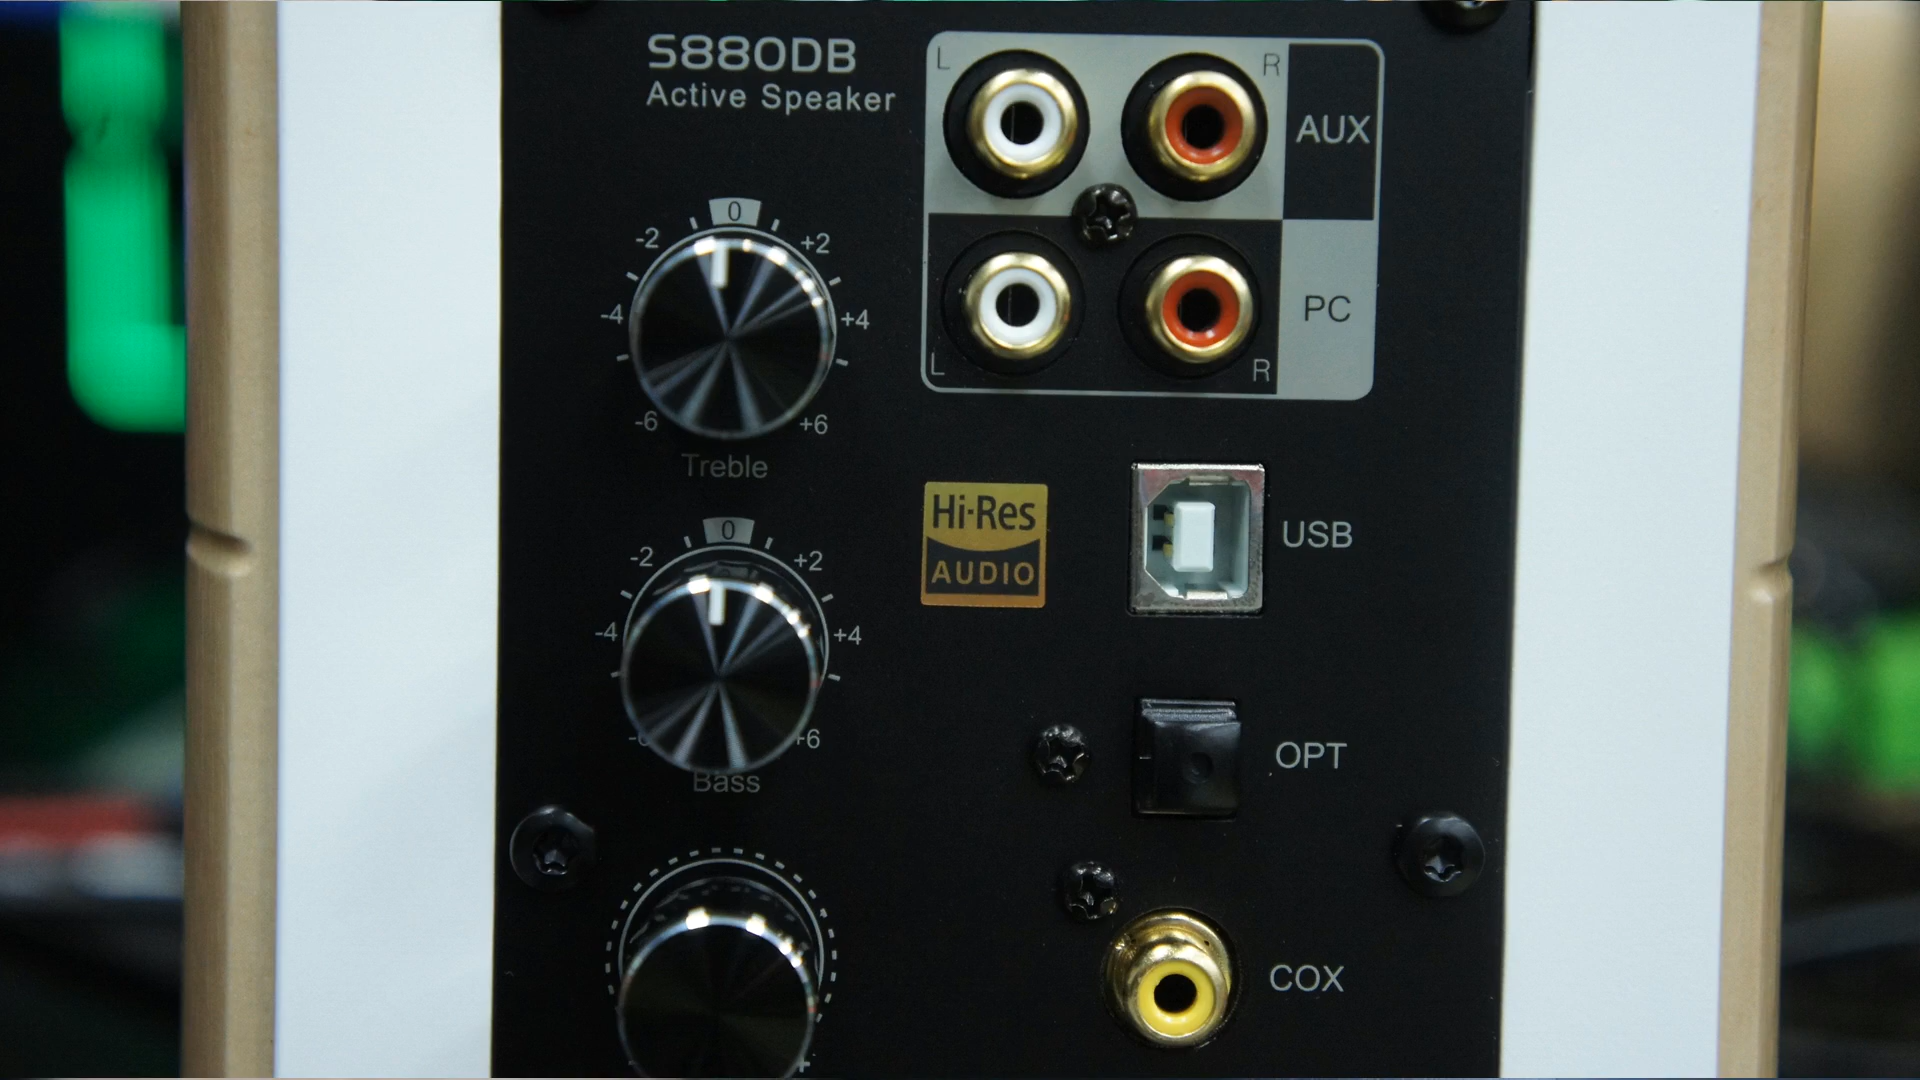 S880DB
Active Speaker
L
R
AUX
PC
L
R
0
-2
+2
-4
+4
-6
+6
Treble
Hi-Res
AUDIO
USB
0
-2
+2
-4
+4
-6
+6
Bass
OPT
COX
+